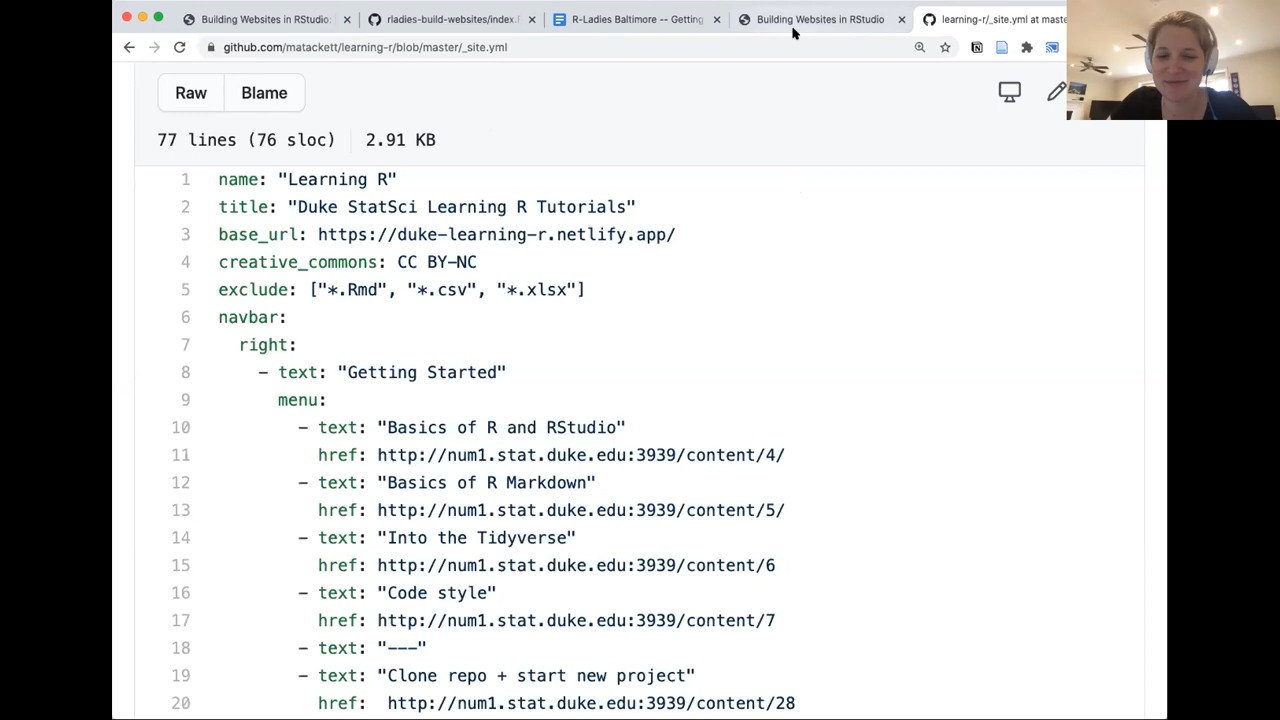 Building Websites in RStudio:
rladies-build-websites/index.
R-Ladies Baltimore -- Getting
Building Websites in RStudio
learning-r/_site.yml at maste
github.com/matackett/learning-r/blob/master/_site.yml
Raw
Blame
77 lines (76 sloc)
2.91 KB
1 name: "Learning R"
2 title: "Duke StatSci Learning R Tutorials"
3 base_url: https://duke-learning-r.netlify.app/
4 creative_commons: CC BY-NC
5 exclude: ["*.Rmd", "*.csv", "*.xlsx"]
6 navbar:
7 right:
8 - text: "Getting Started"
9 menu:
10 - text: "Basics of R and RStudio"
11 href: http://num1.stat.duke.edu:3939/content/4/
12 - text: "Basics of R Markdown"
13 href: http://num1.stat.duke.edu:3939/content/5/
14 - text: "Into the Tidyverse"
15 href: http://num1.stat.duke.edu:3939/content/6
16 - text: "Code style"
17 href: http://num1.stat.duke.edu:3939/content/7
18 - text: "---"
19 - text: "Clone repo + start new project"
20 href: http://num1.stat.duke.edu:3939/content/28